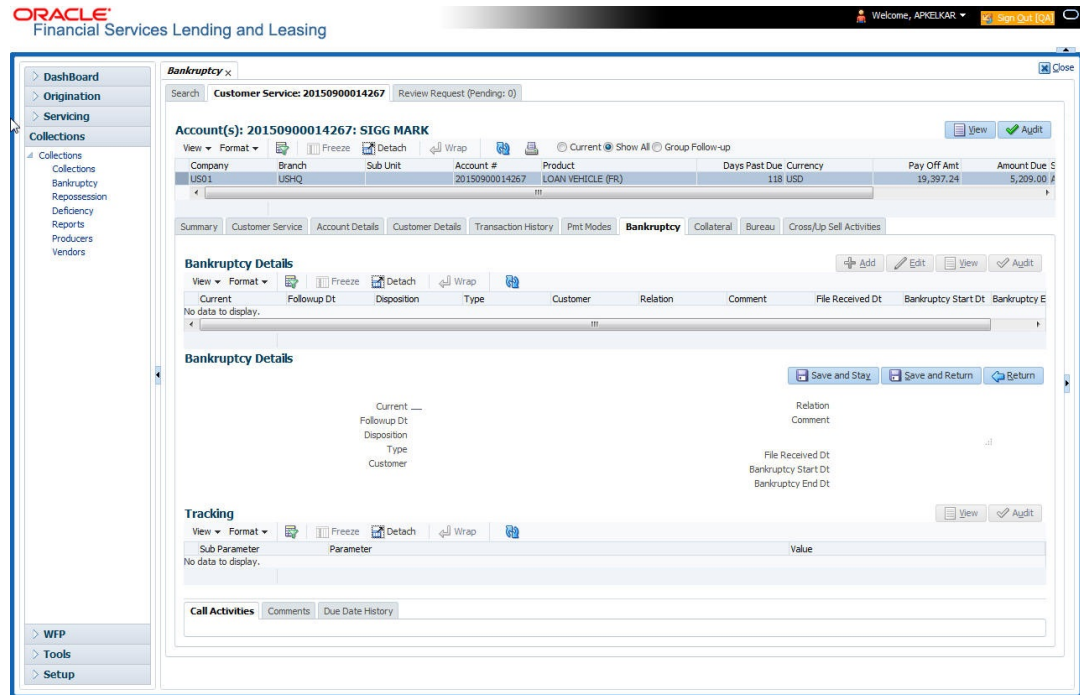 ORACLE
Financial Services Lending and Leasing
Welcome, APKELKAR
Sign Out [QA]
DashBoard
Origination
Servicing
Collections
Collections
Collections
Bankruptcy
Repossession
Deficiency
Reports
Producers
Vendors
WFP
Tools
Setup
Bankruptcy x
Close
Search Customer Service: 20150900014267 Review Request (Pending: 0)
Account(s): 20150900014267: SIGG MARK
View Audit
View Format Freeze Detach Wrap Current Show All Group Follow-up
Company Branch Sub Unit Account # Product Days Past Due Currency Pay Off Amt Amount Due S
US01 USHQ 20150900014267 LOAN VEHICLE (FR) 118 USD 19,397.24 5,209.00 A
Summary Customer Service Account Details Customer Details Transaction History Pmt Modes Bankruptcy Collateral Bureau Cross/Up Sell Activities
Bankruptcy Details
Add Edit View Audit
View Format Freeze Detach Wrap
Current Followup Dt Disposition Type Customer Relation Comment File Received Dt Bankruptcy Start Dt Bankruptcy E
No data to display.
Bankruptcy Details
Save and Stay Save and Return Return
Current
Followup Dt
Disposition
Type
Customer
Relation
Comment
File Received Dt
Bankruptcy Start Dt
Bankruptcy End Dt
Tracking
View Audit
View Format Freeze Detach Wrap
Sub Parameter Parameter Value
No data to display.
Call Activities Comments Due Date History